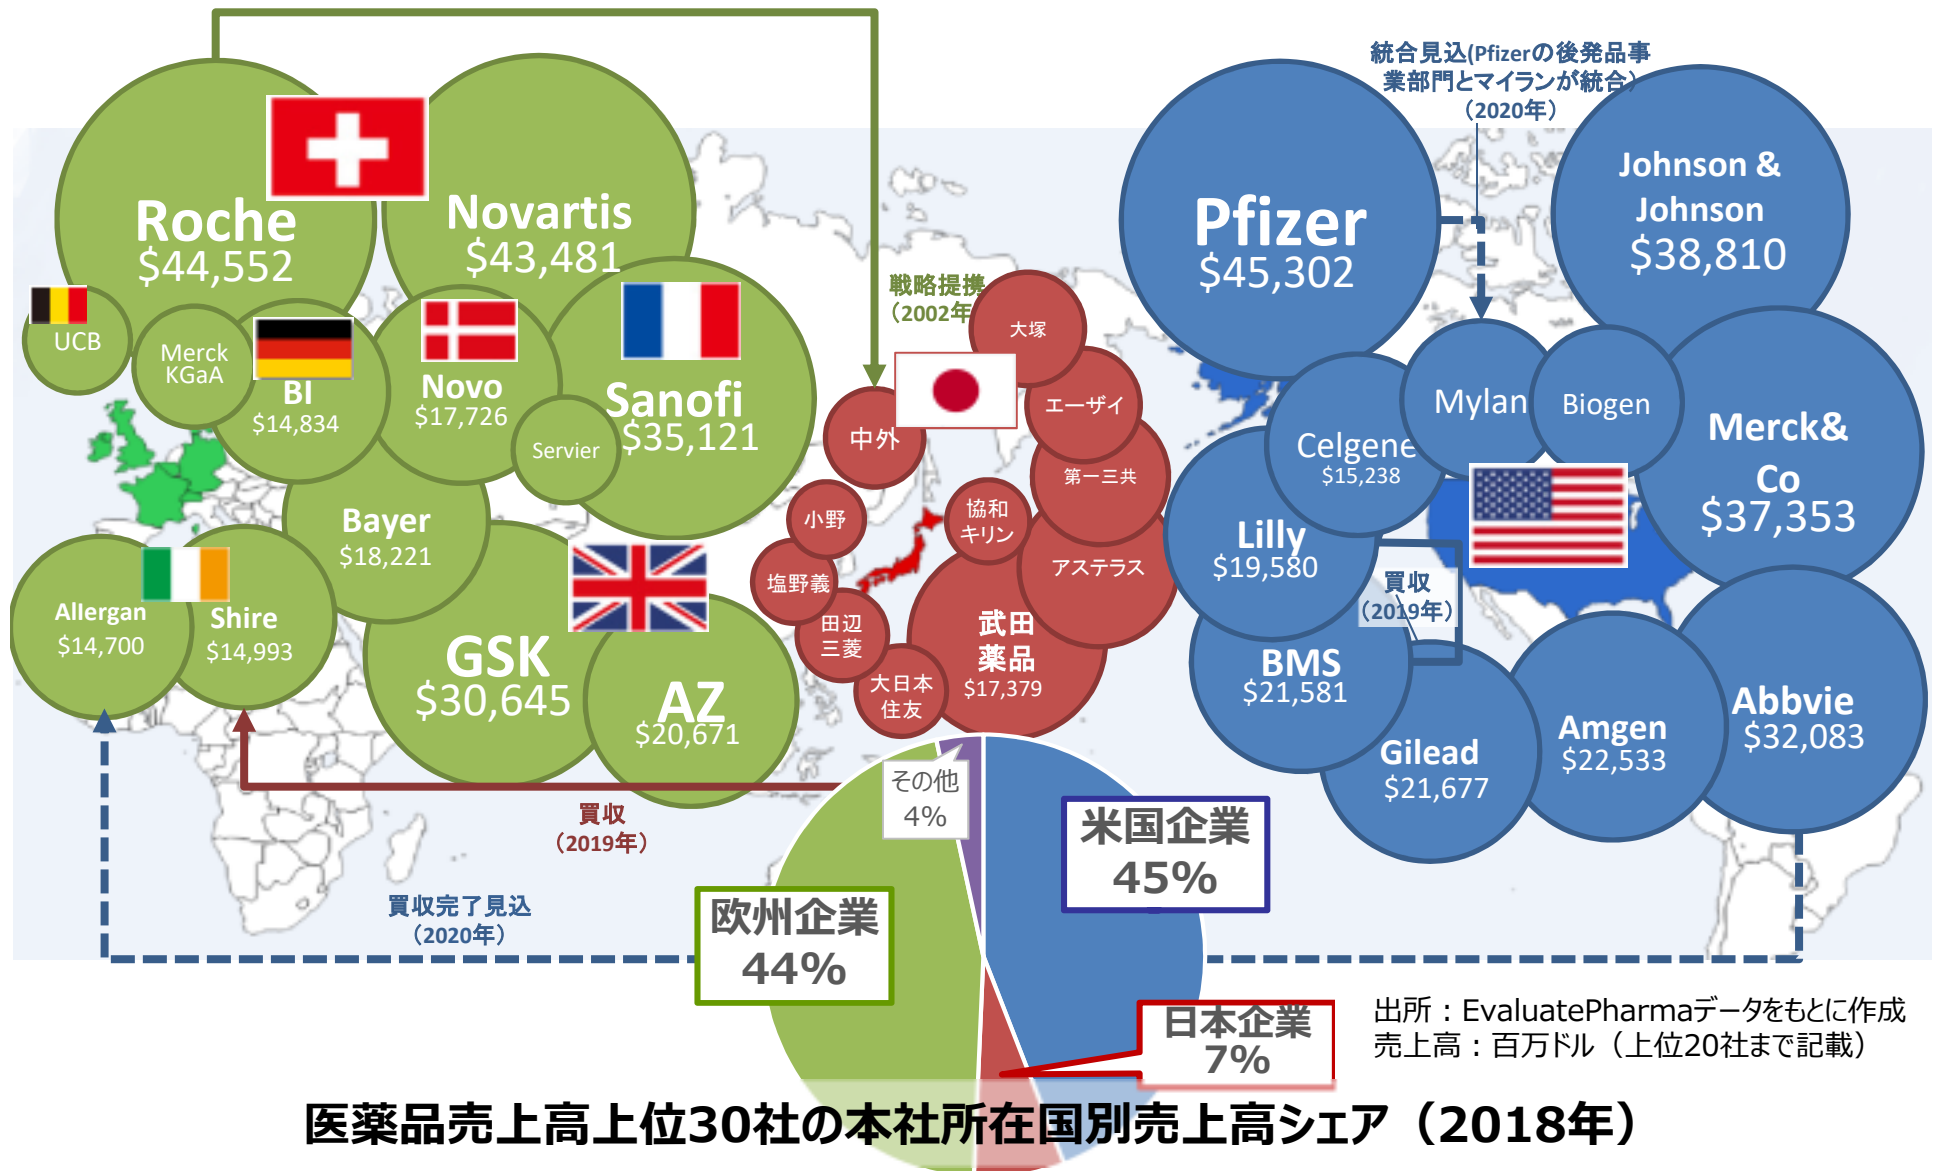 統合見込(Pfizerの後発品事
業部門とマイランが統合)
(2020年)
Roche
$44,552
Novartis
$43,481
UCB
Merck
KGaA
BI
$14,834
Novo
$17,726
Servier
Sanofi
$35,121
Bayer
$18,221
Allergan
$14,700
Shire
$14,993
GSK
$30,645
AZ
$20,671
戦略提携
(2002年
大塚
エーザイ
中外
第一三共
協和
キリン
小野
アステラス
塩野義
田辺
三菱
武田
薬品
$17,379
大日本
住友
Pfizer
$45,302
Johnson &
Johnson
$38,810
Mylan
Biogen
Celgene
$15,238
Merck&
Co
$37,353
Lilly
$19,580
買収
(2019年)
BMS
$21,581
Gilead
$21,677
Amgen
$22,533
Abbvie
$32,083
買収
(2019年)
買収完了見込
(2020年)
その他
4%
米国企業
45%
欧州企業
44%
日本企業
7%
出所：EvaluatePharmaデータをもとに作成
売上高：百万ドル（上位20社まで記載）
医薬品売上高上位30社の本社所在国別売上高シェア（2018年）